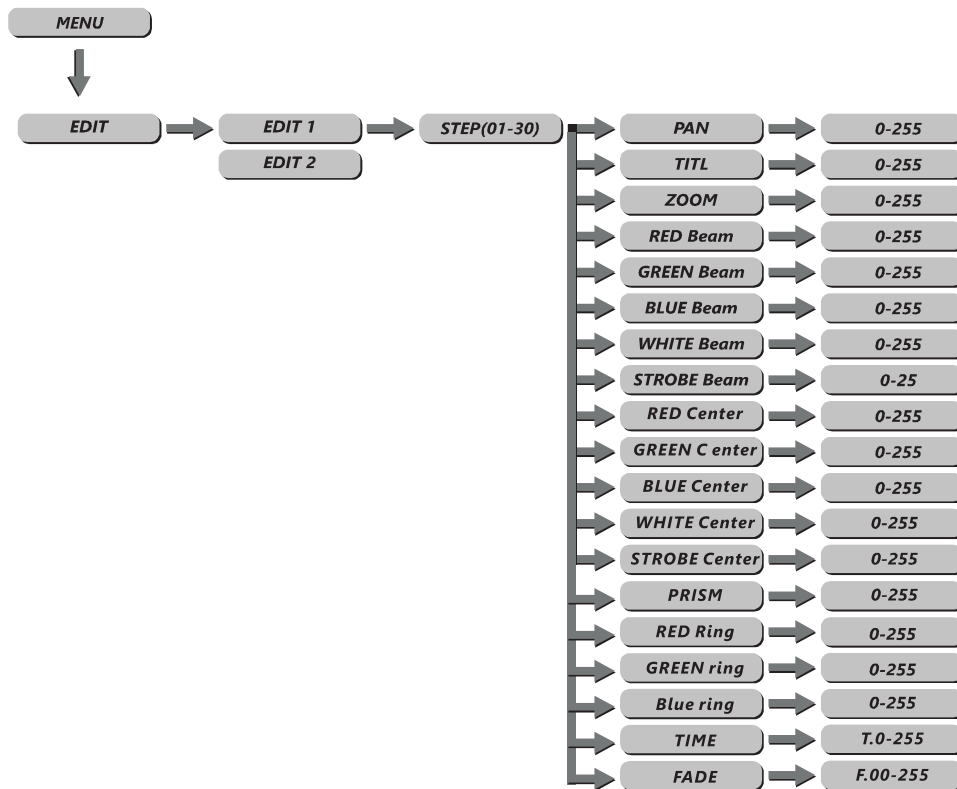 MENU
EDIT EDIT 1 STEP(01-30) PAN 0-255
EDIT 2 TITL 0-255
ZOOM 0-255
RED Beam 0-255
GREEN Beam 0-255
BLUE Beam 0-255
WHITE Beam 0-255
STROBE Beam 0-25
RED Center 0-255
GREEN C enter 0-255
BLUE Center 0-255
WHITE Center 0-255
STROBE Center 0-255
PRISM 0-255
RED Ring 0-255
GREEN ring 0-255
Blue ring 0-255
TIME T.0-255
FADE F.00-255